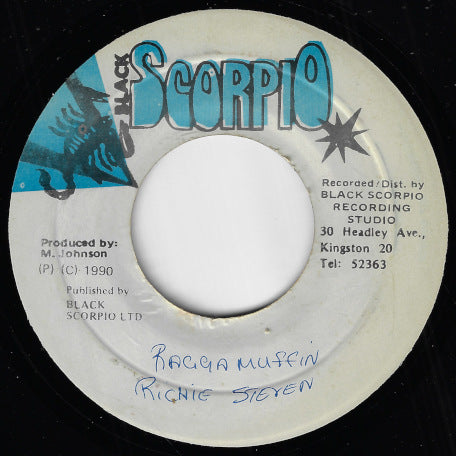 BLACK
SCORPIO
Recorded/Dist. by
BLACK SCORPIO
RECORDING
STUDIO
30 Headley Ave.,
Kingston 20
Tel: 52363
Produced by:
M. Johnson
(P) (C) 1990
Published by
BLACK
SCORPIO LTD
RAGGAMUFFIN
RICHIE STEVEN